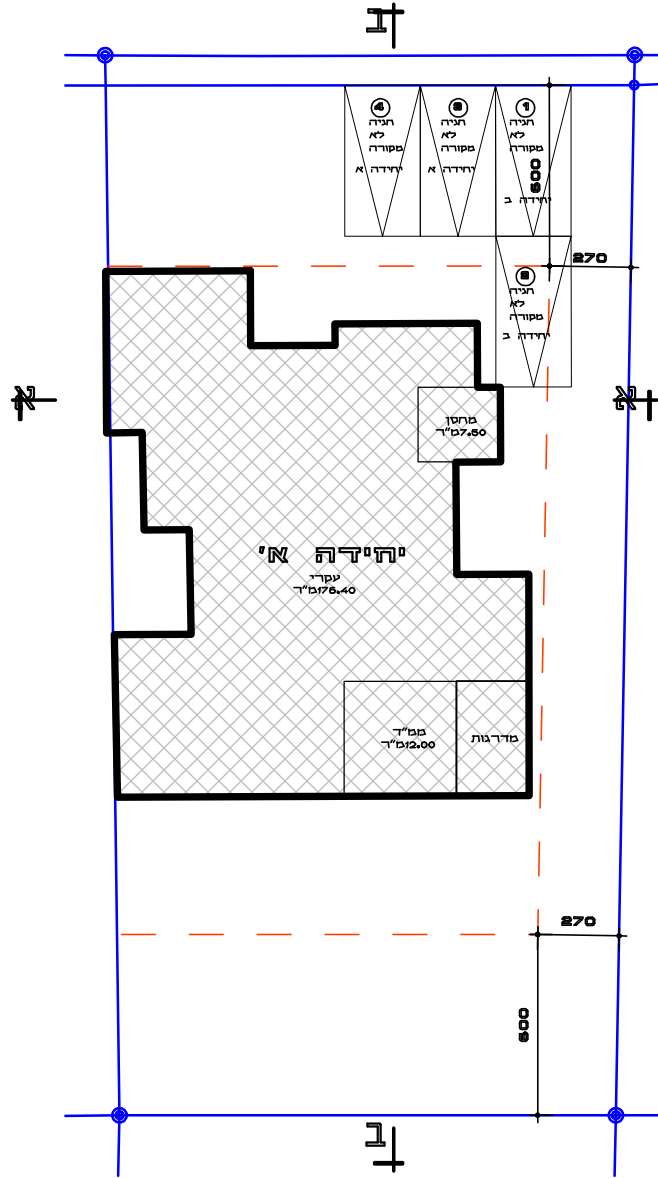 ב
4
חניה
לא
מקורה
יחידה א
3
חניה
לא
מקורה
יחידה א
1
חניה
לא
מקורה
יחידה ב
600
270
2
חניה
לא
מקורה
יחידה ב
א
א
מחסן
7.50מ"ר
יחידה א'
עקרי
176.40מ"ר
ממ"ד
12.00מ"ר
מדרגות
270
600
ב